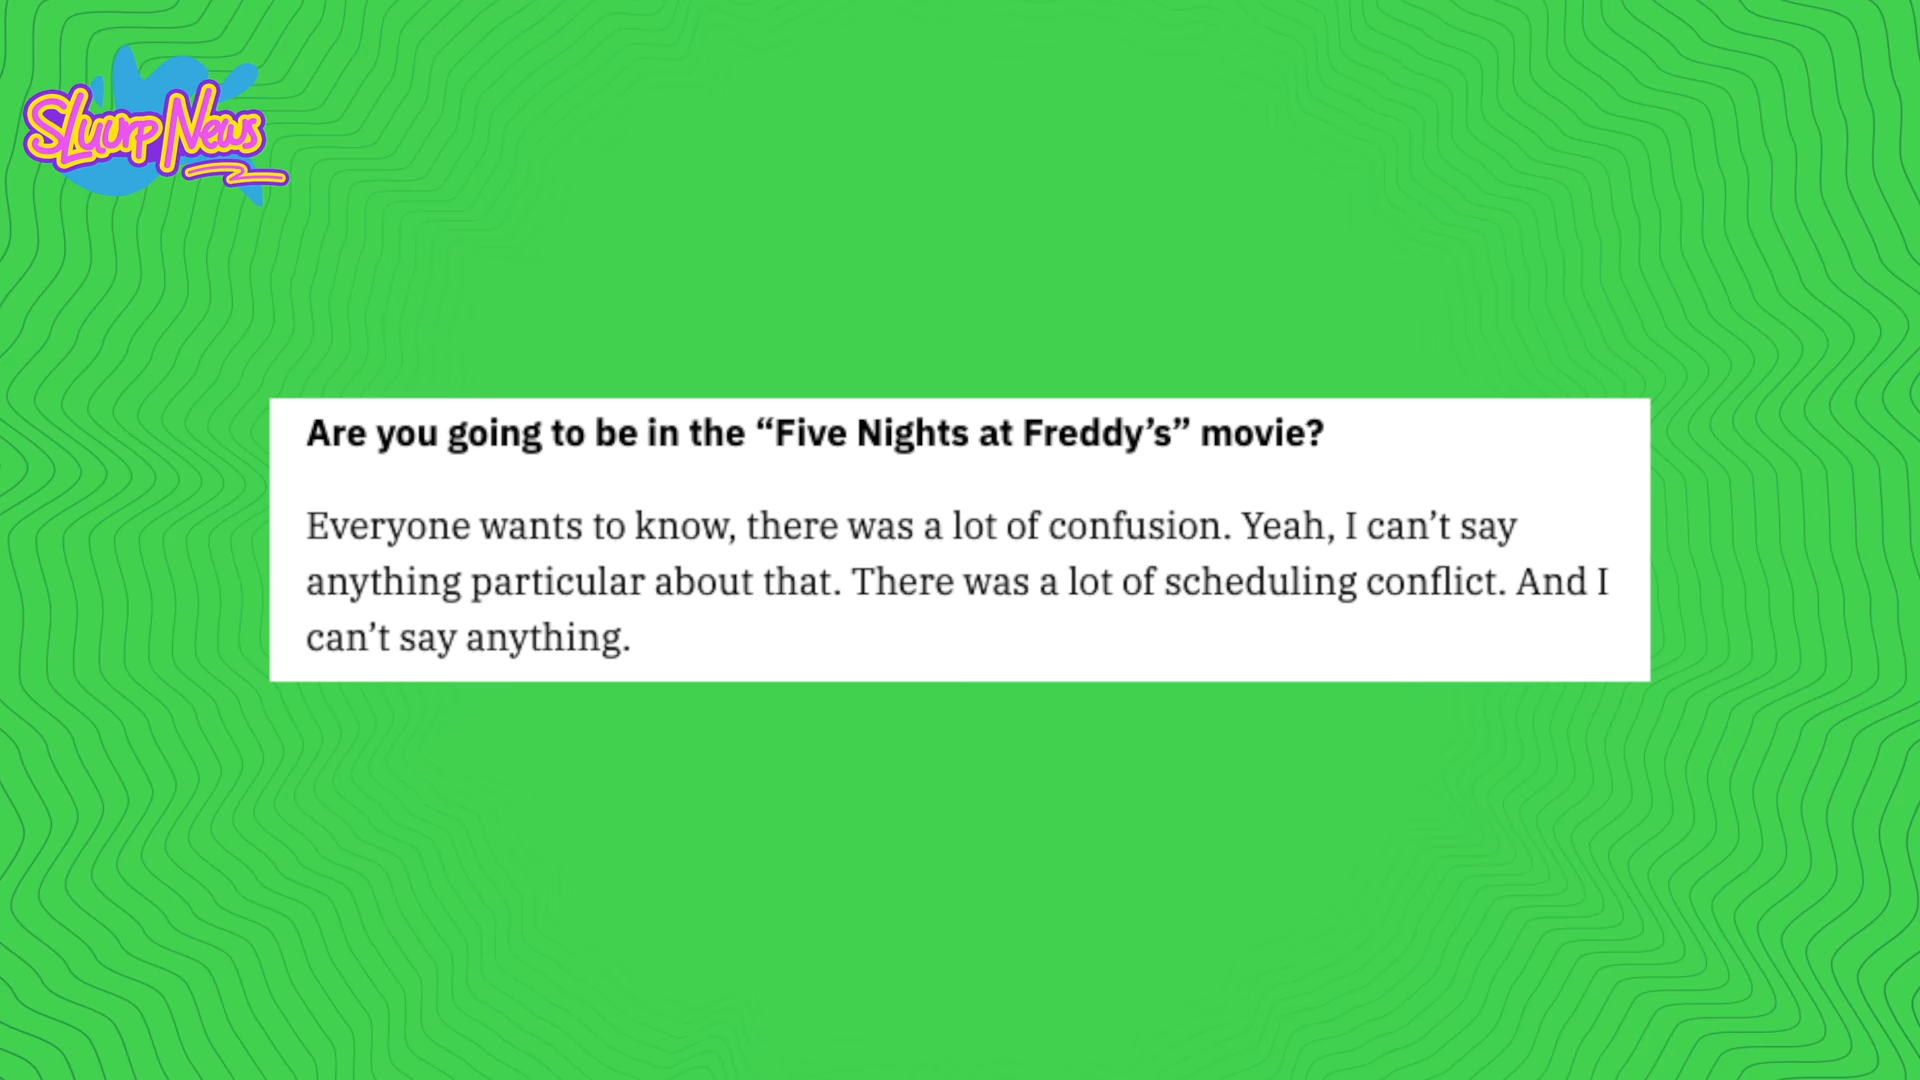 SLuurp News
Are you going to be in the “Five Nights at Freddy’s” movie?
Everyone wants to know, there was a lot of confusion. Yeah, I can’t say
anything particular about that. There was a lot of scheduling conflict. And I
can’t say anything.